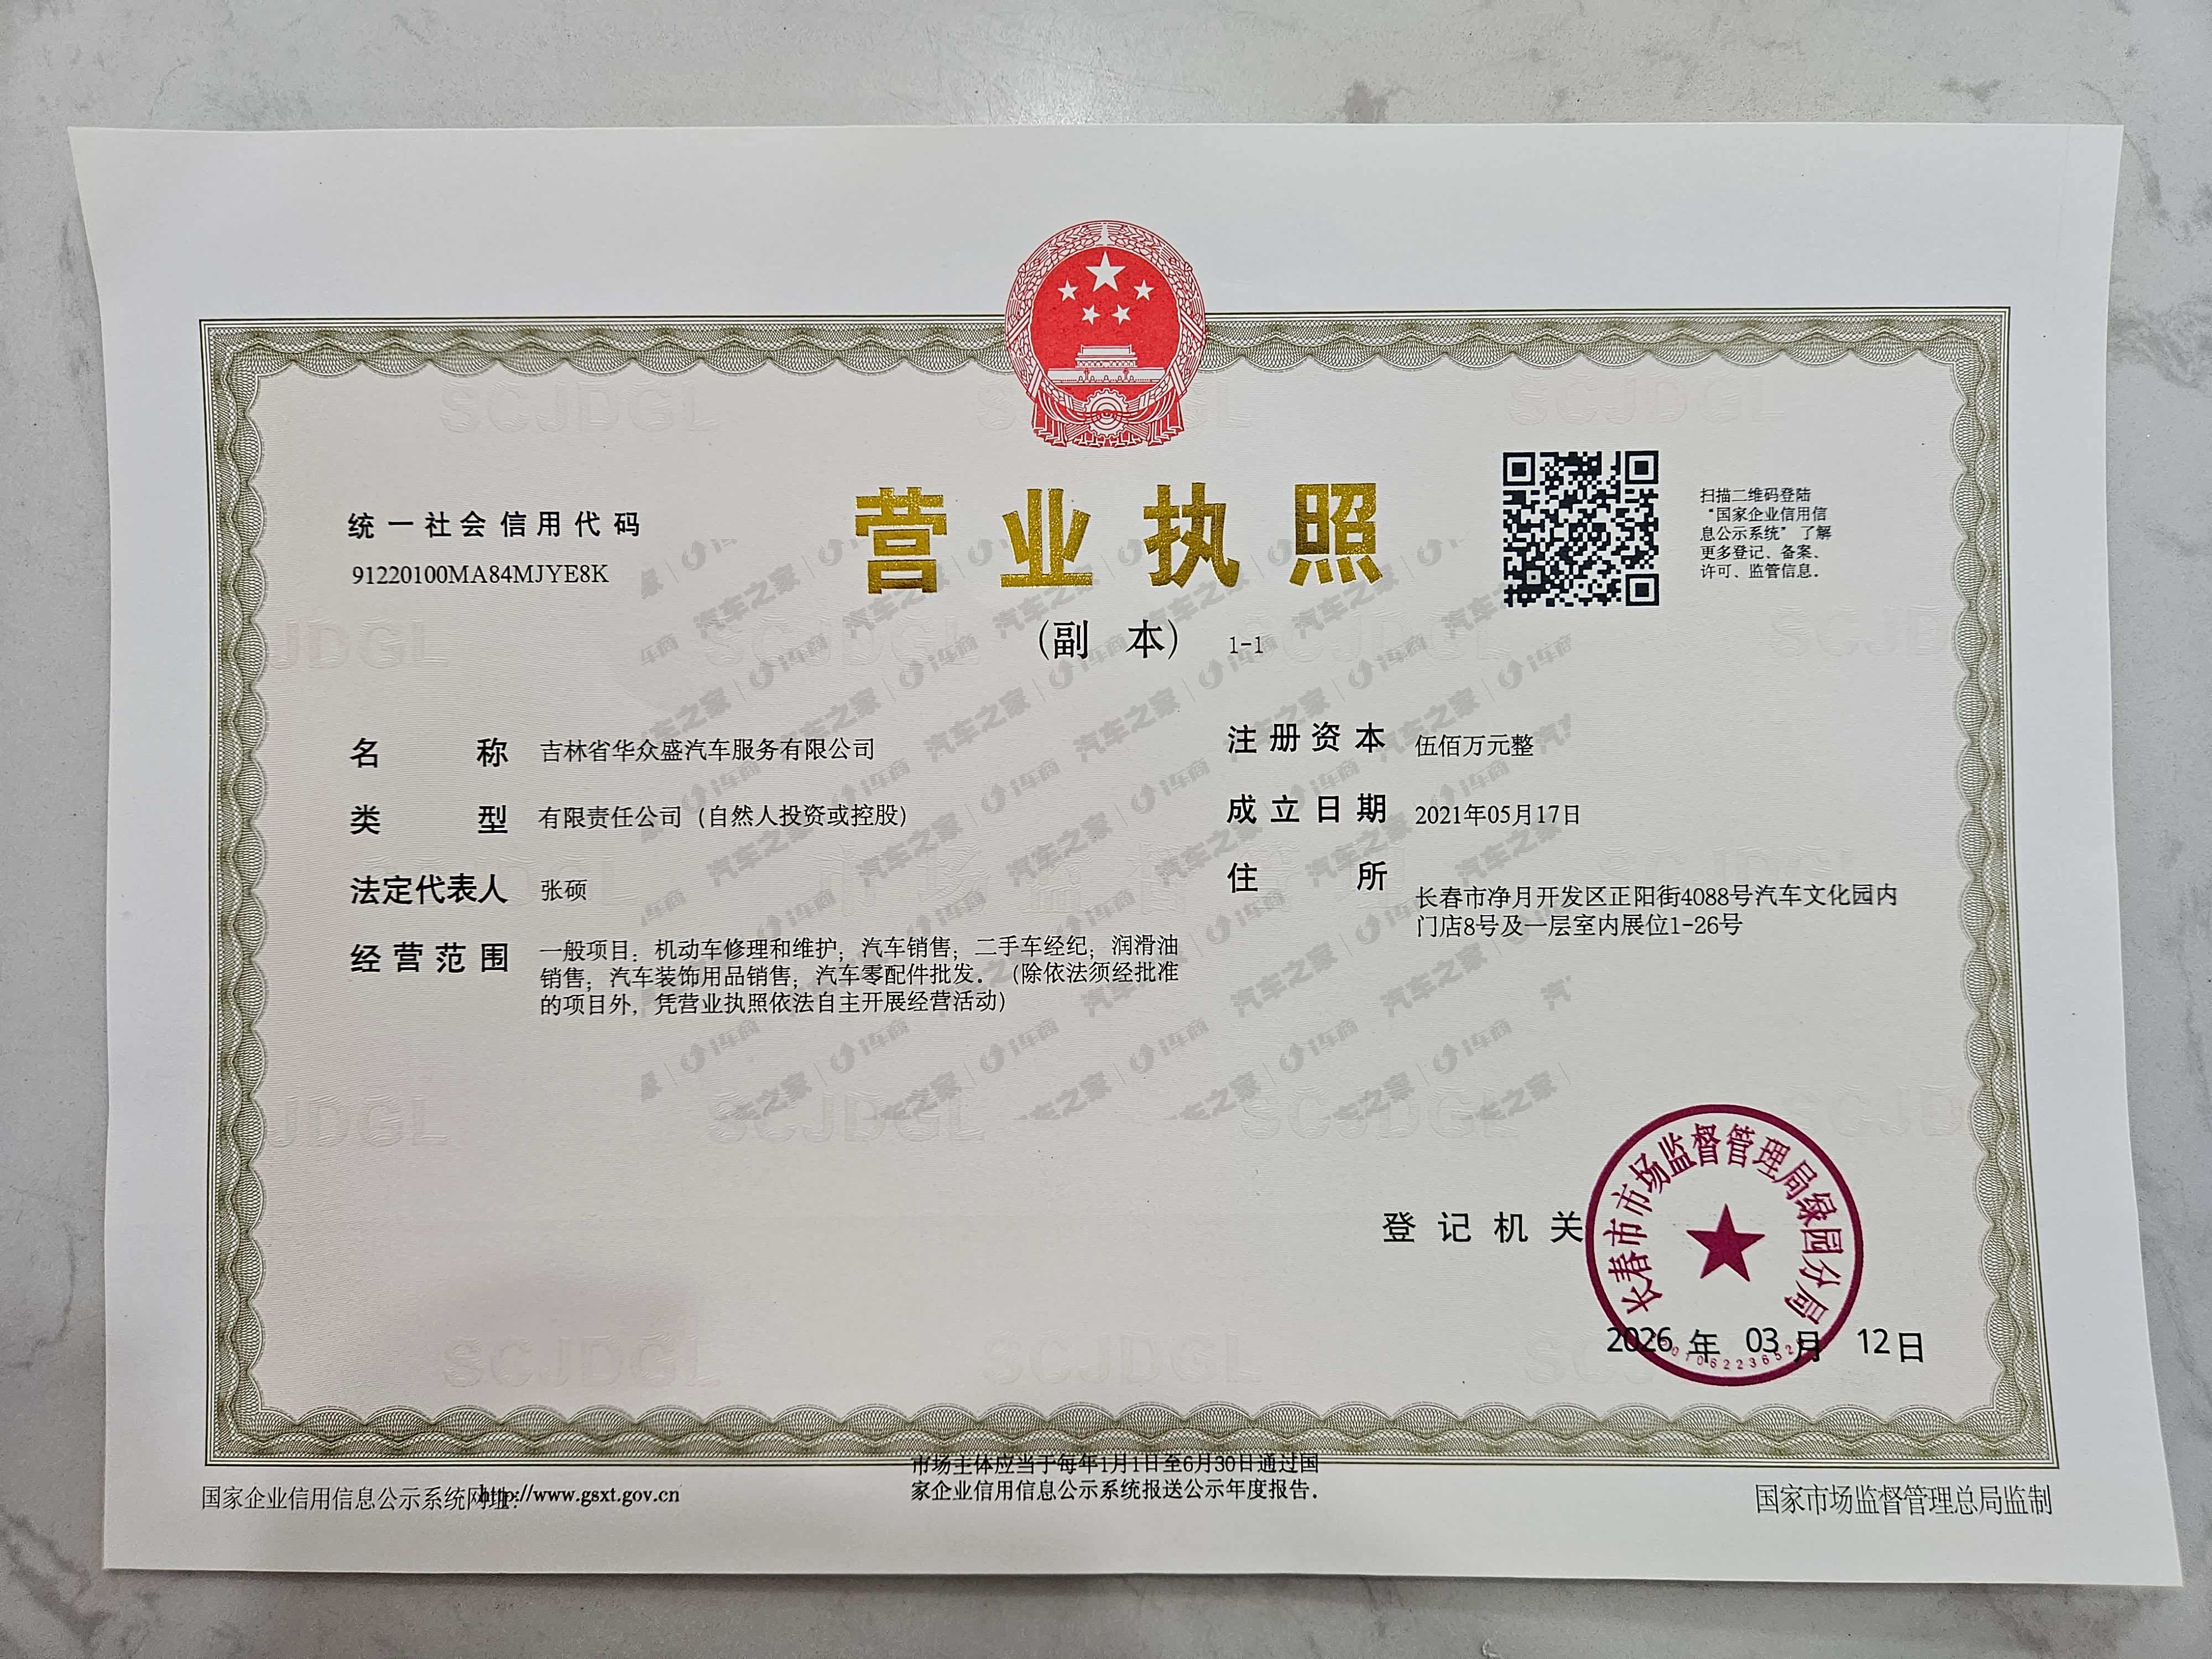 统一社会信用代码
91220100MA84MJYE8K
营业执照
(副 本) 1-1
扫描二维码登陆
“国家企业信用信
息公示系统”了解
更多登记、备案、
许可、监管信息。
名 称 吉林省华众盛汽车服务有限公司
类 型 有限责任公司（自然人投资或控股）
法定代表人 张硕
经营范围 一般项目：机动车修理和维护；汽车销售；二手车经纪；润滑油
销售；汽车装饰用品销售；汽车零配件批发。（除依法须经批准
的项目外，凭营业执照依法自主开展经营活动）
注册资本 伍佰万元整
成立日期 2021年05月17日
住 所 长春市净月开发区正阳街4088号汽车文化园内
门店8号及一层室内展位1-26号
登记机关
长春市市场监督管理局绿园分局
2026 年 03 月 12 日
国家企业信用信息公示系统网址：http://www.gsxt.gov.cn
市场主体应当于每年1月1日至6月30日通过国
家企业信用信息公示系统报送公示年度报告.
国家市场监督管理总局监制
SCJDGL
汽车之家 | i车商